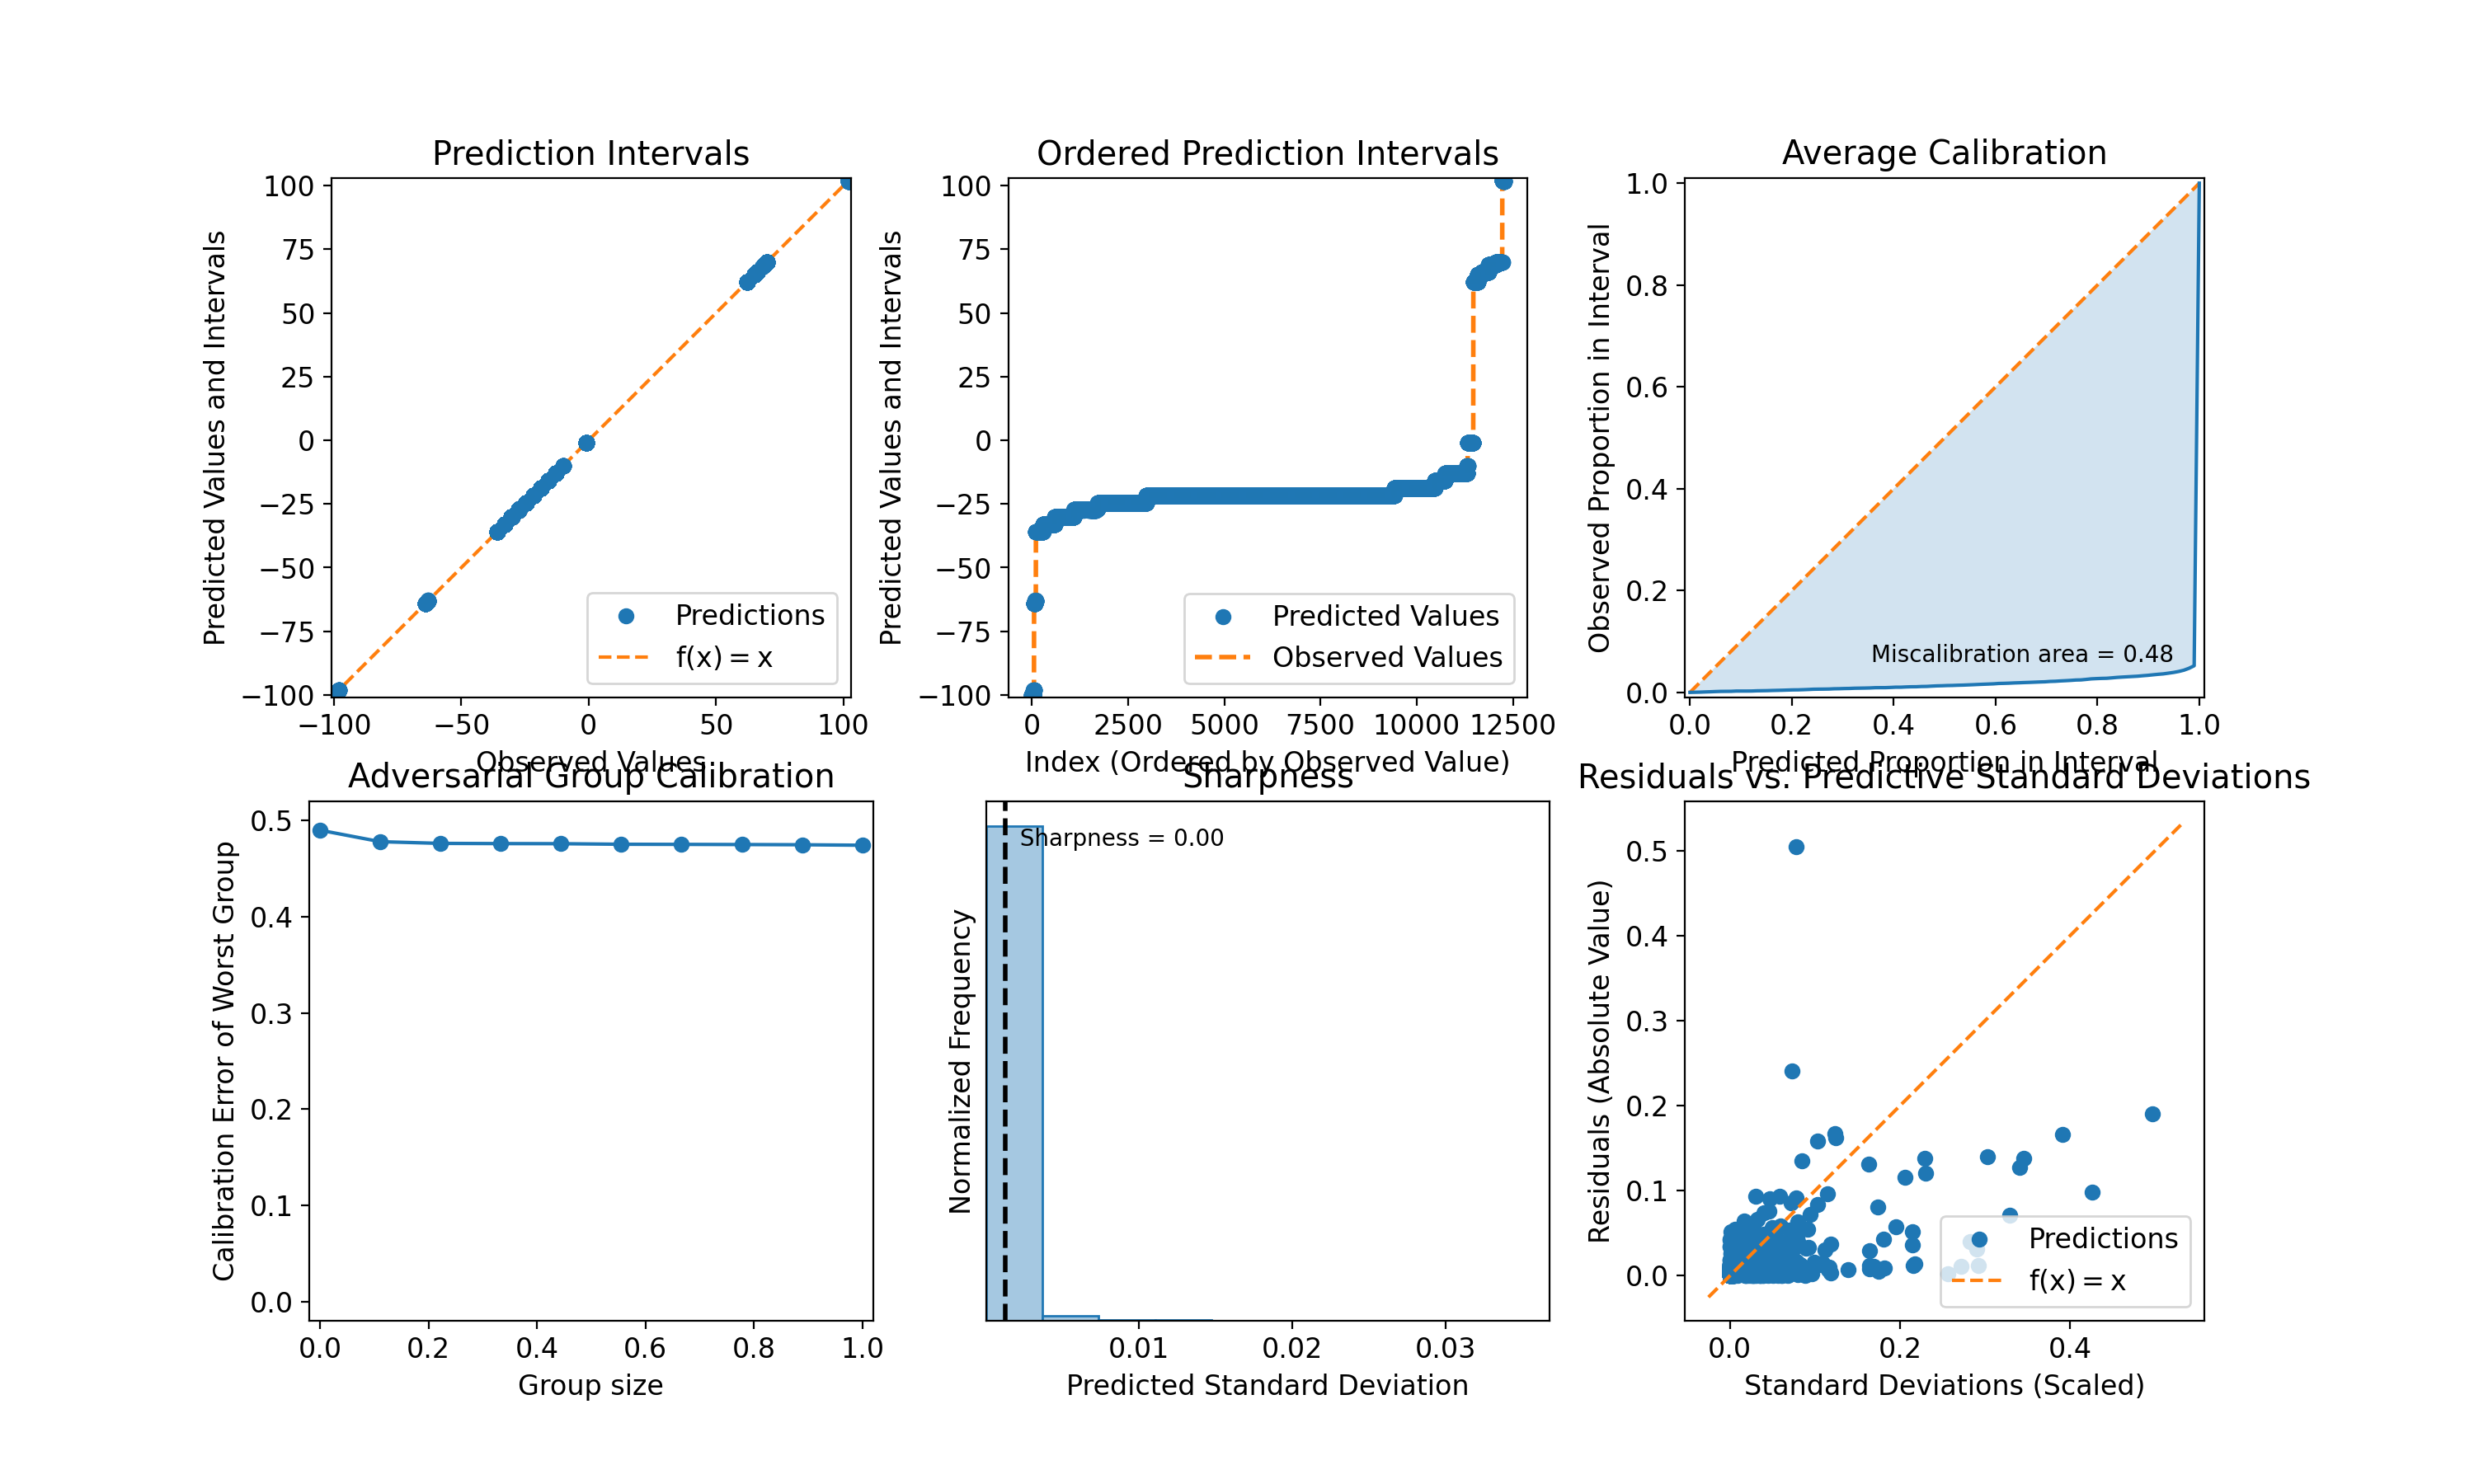 Prediction Intervals
Predicted Values and Intervals
100
75
50
25
0
−25
−50
−75
−100
−100
−50
0
50
100
Observed Values
Predictions
f(x) = x
Ordered Prediction Intervals
Predicted Values and Intervals
100
75
50
25
0
−25
−50
−75
−100
0
2500
5000
7500
10000
12500
Index (Ordered by Observed Value)
Predicted Values
Observed Values
Average Calibration
Observed Proportion in Interval
1.0
0.8
0.6
0.4
0.2
0.0
0.0
0.2
0.4
0.6
0.8
1.0
Predicted Proportion in Interval
Miscalibration area = 0.48
Adversarial Group Calibration
Calibration Error of Worst Group
0.5
0.4
0.3
0.2
0.1
0.0
0.0
0.2
0.4
0.6
0.8
1.0
Group size
Sharpness
Normalized Frequency
Sharpness = 0.00
0.01
0.02
0.03
Predicted Standard Deviation
Residuals vs. Predictive Standard Deviations
Residuals (Absolute Value)
0.5
0.4
0.3
0.2
0.1
0.0
0.0
0.2
0.4
Standard Deviations (Scaled)
Predictions
f(x) = x